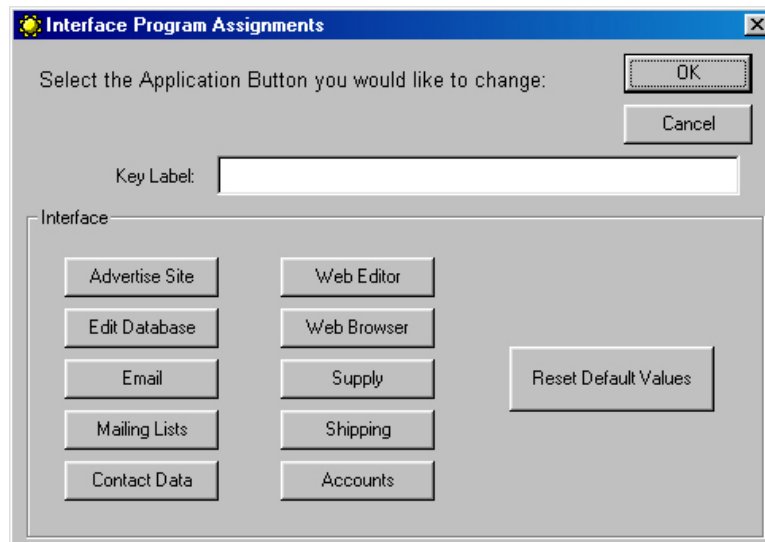 Interface Program Assignments
Select the Application Button you would like to change:
OK
Cancel
Key Label:
Interface
Advertise Site
Web Editor
Edit Database
Web Browser
Email
Supply
Reset Default Values
Mailing Lists
Shipping
Contact Data
Accounts